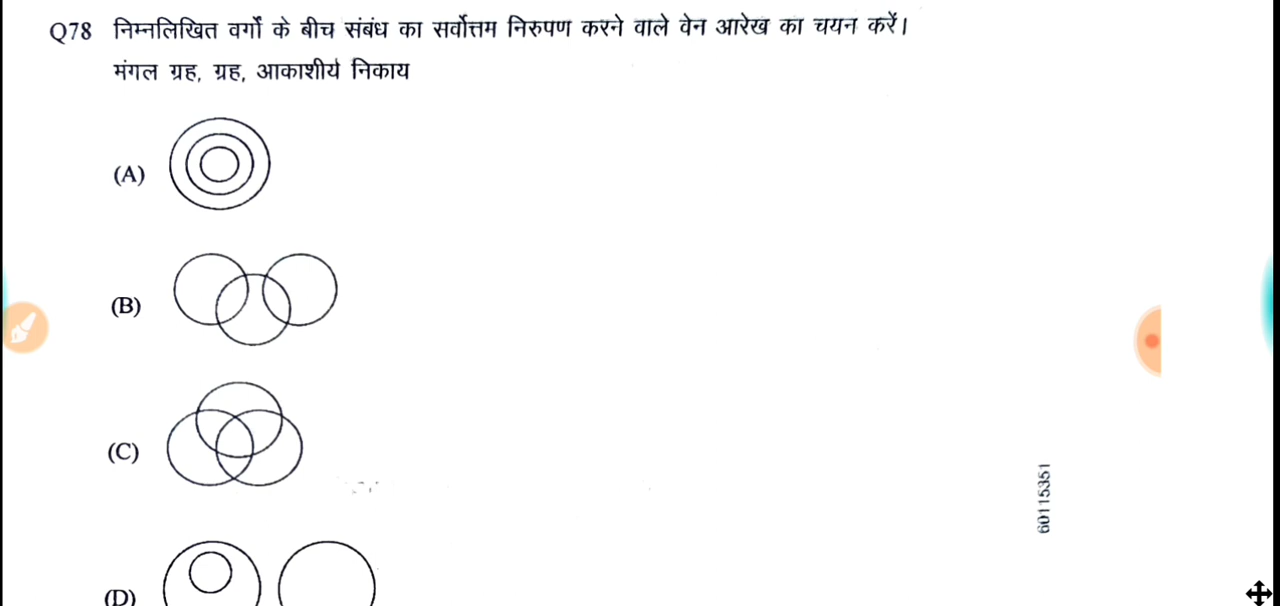 Q78 निम्नलिखित वर्गों के बीच संबंध का सर्वोत्तम निरुपण करने वाले वेन आरेख का चयन करें।
मंगल ग्रह, ग्रह, आकाशीय निकाय
(A)
(B)
(C)
(D)
60115351